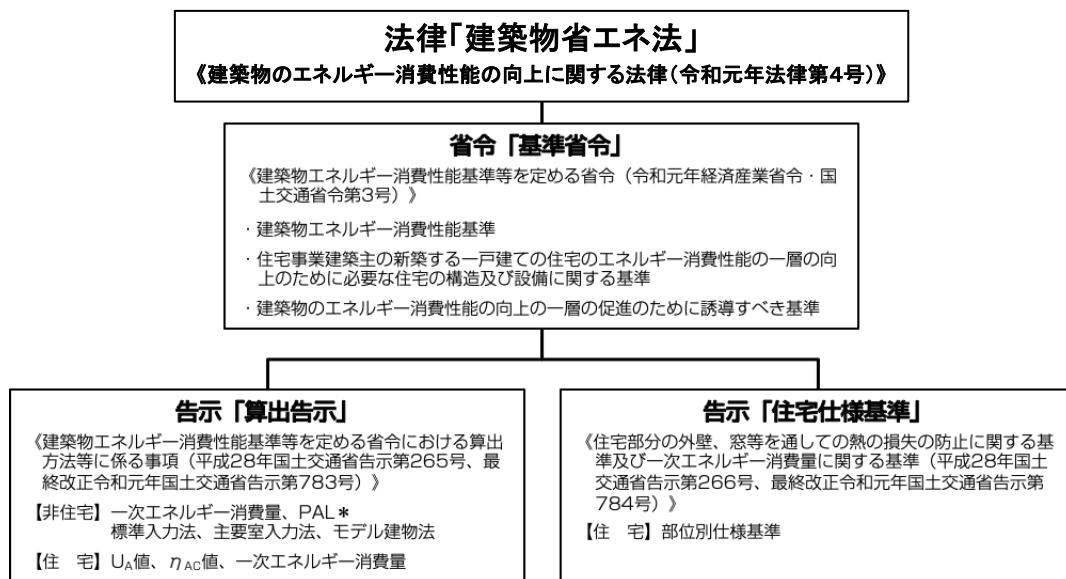 法律「建築物省エネ法」
《建築物のエネルギー消費性能の向上に関する法律(令和元年法律第4号)》
省令「基準省令」
《建築物エネルギー消費性能基準等を定める省令（令和元年経済産業省令・国
土交通省令第3号）》
・建築物エネルギー消費性能基準
・住宅事業建築主の新築する一戸建ての住宅のエネルギー消費性能の一層の向
上のために必要な住宅の構造及び設備に関する基準
・建築物のエネルギー消費性能の向上の一層の促進のために誘導すべき基準
告示「算出告示」
《建築物エネルギー消費性能基準等を定める省令における算出
方法等に係る事項（平成28年国土交通省告示第265号、最
終改正令和元年国土交通省告示第783号）》
【非住宅】一次エネルギー消費量、PAL＊
標準入力法、主要室入力法、モデル建物法
【住　宅】UA値、ηAC値、一次エネルギー消費量
告示「住宅仕様基準」
《住宅部分の外壁、窓等を通しての熱の損失の防止に関する基
準及び一次エネルギー消費量に関する基準（平成28年国土
交通省告示第266号、最終改正令和元年国土交通省告示第
784号）》
【住　宅】部位別仕様基準